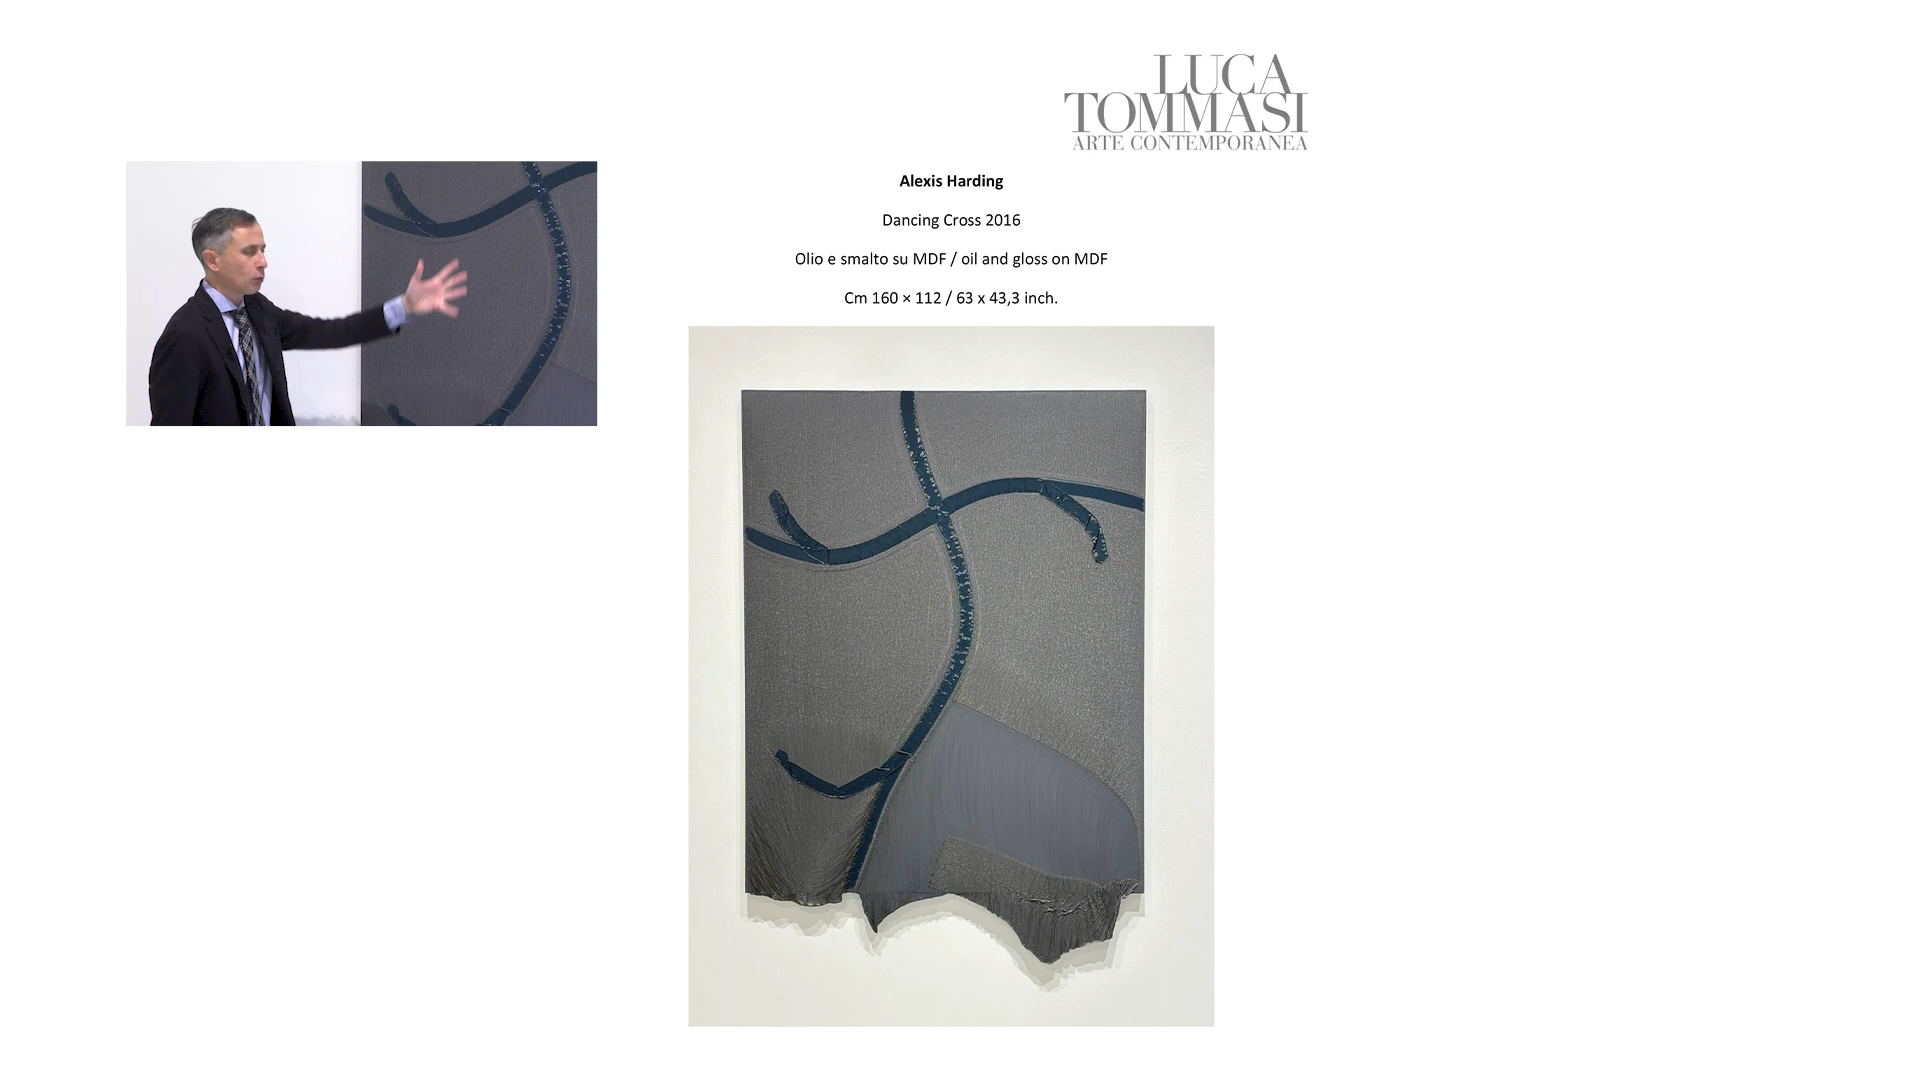 LUCA
TOMMASI
ARTE CONTEMPORANEA
Alexis Harding
Dancing Cross 2016
Olio e smalto su MDF / oil and gloss on MDF
Cm 160 × 112 / 63 x 43,3 inch.